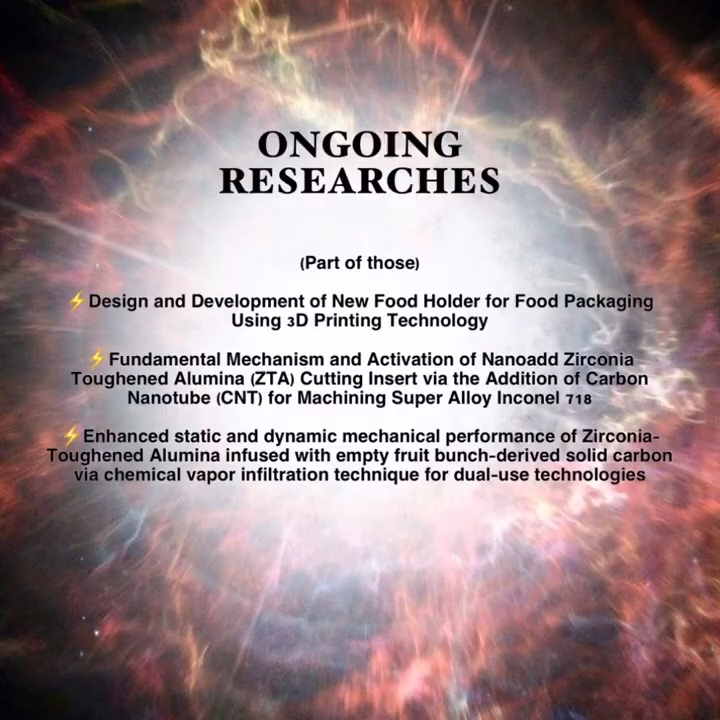 ONGOING
RESEARCHES
(Part of those)
⚡Design and Development of New Food Holder for Food Packaging
Using 3D Printing Technology
⚡Fundamental Mechanism and Activation of Nanoadd Zirconia
Toughened Alumina (ZTA) Cutting Insert via the Addition of Carbon
Nanotube (CNT) for Machining Super Alloy Inconel 718
⚡Enhanced static and dynamic mechanical performance of Zirconia-
Toughened Alumina infused with empty fruit bunch-derived solid carbon
via chemical vapor infiltration technique for dual-use technologies